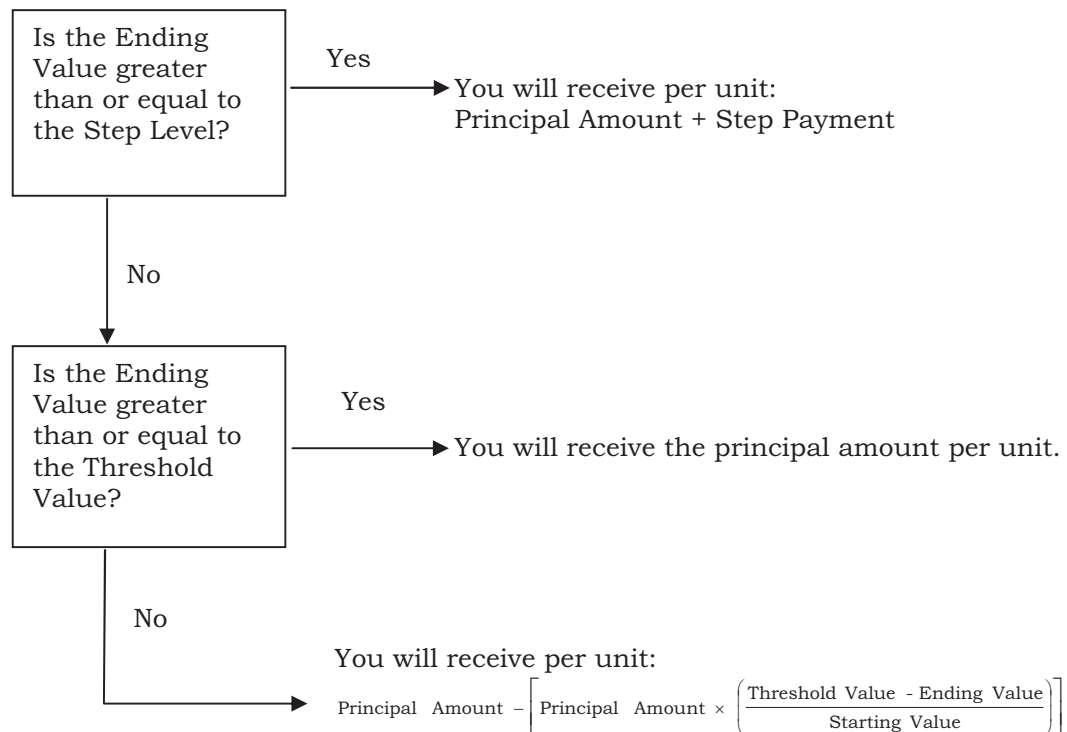 Is the Ending
Value greater
than or equal to
the Step Level?
Yes
You will receive per unit:
Principal Amount + Step Payment
No
Is the Ending
Value greater
than or equal to
the Threshold
Value?
Yes
You will receive the principal amount per unit.
No
You will receive per unit:
Principal Amount − [Principal Amount × (Threshold Value - Ending Value / Starting Value)]